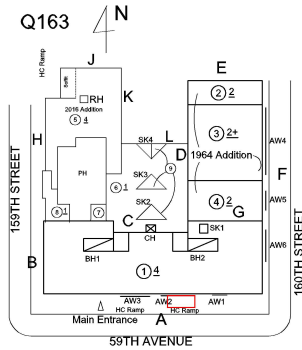 Q163
N
J
E
HC Ramp
Soffit
RH
2016 Addition
5 4
K
2 2
SK4
L
D
3 2+
1964 Addition
AW4
H
PH
6 1
SK3
9
F
159TH STREET
160TH STREET
8 1
7
SK2
4 2
AW5
C
G
SK1
B
CH
AW6
BH1
BH2
1 4
AW3
AW2
AW1
HC Ramp
HC Ramp
Main Entrance
A
59TH AVENUE